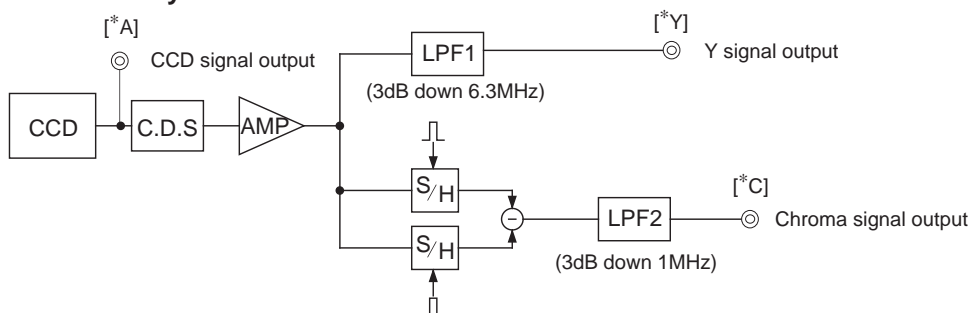 [*A]
CCD signal output
[*Y]
Y signal output
LPF1
(3dB down 6.3MHz)
CCD
C.D.S
AMP
S/H
S/H
[*C]
LPF2
Chroma signal output
(3dB down 1MHz)